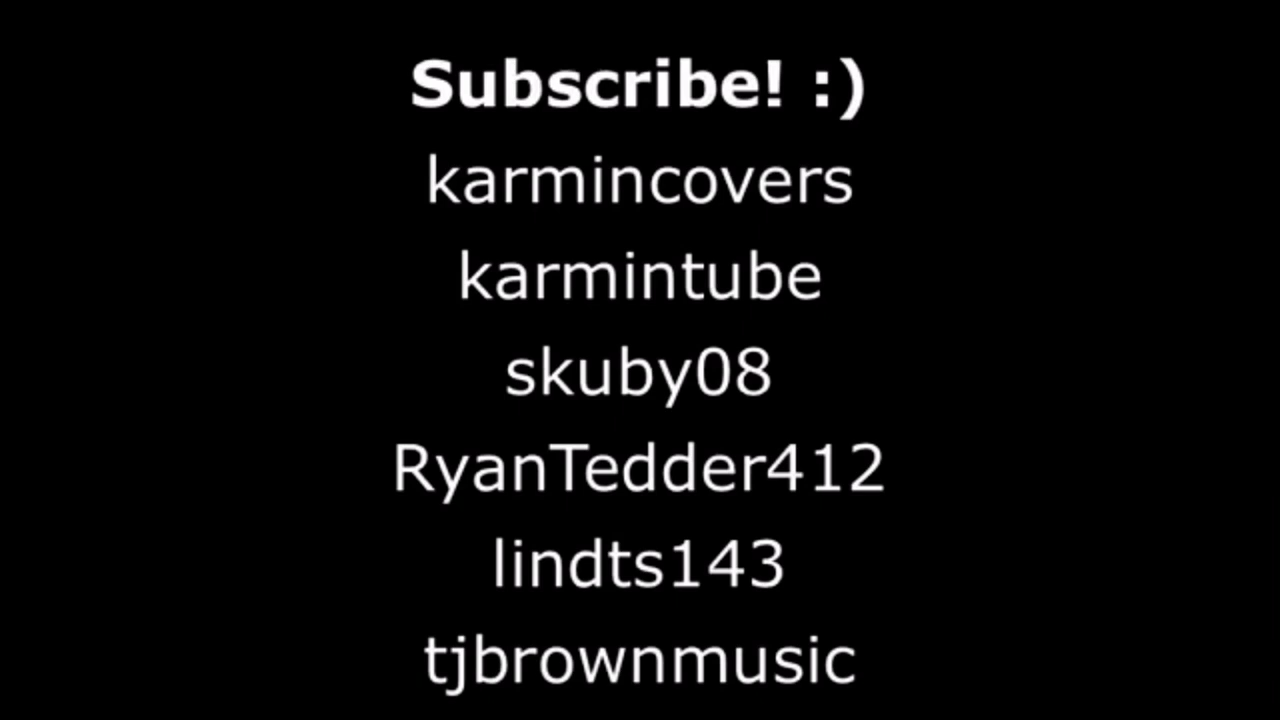 Subscribe! :)
karmincovers
karmintube
skuby08
RyanTedder412
lindts143
tjbrownmusic